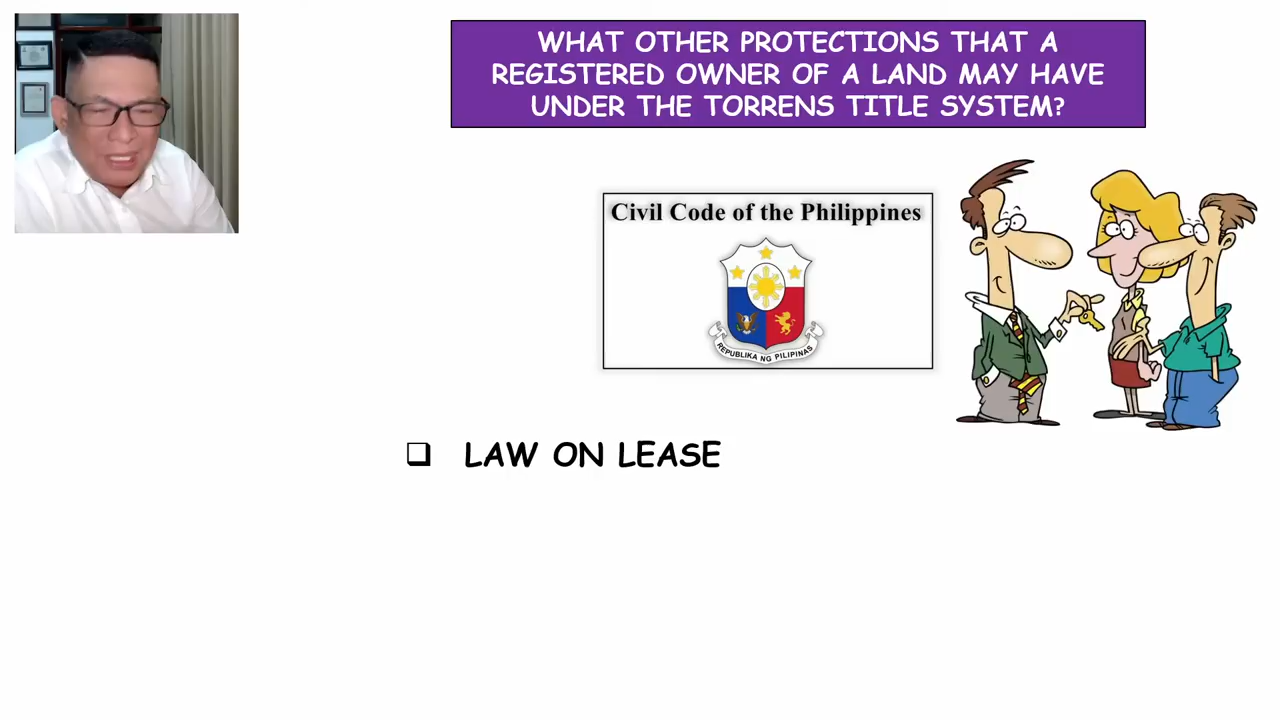 WHAT OTHER PROTECTIONS THAT A
REGISTERED OWNER OF A LAND MAY HAVE
UNDER THE TORRENS TITLE SYSTEM?
Civil Code of the Philippines
REPUBLIKA NG PILIPINAS
LAW ON LEASE